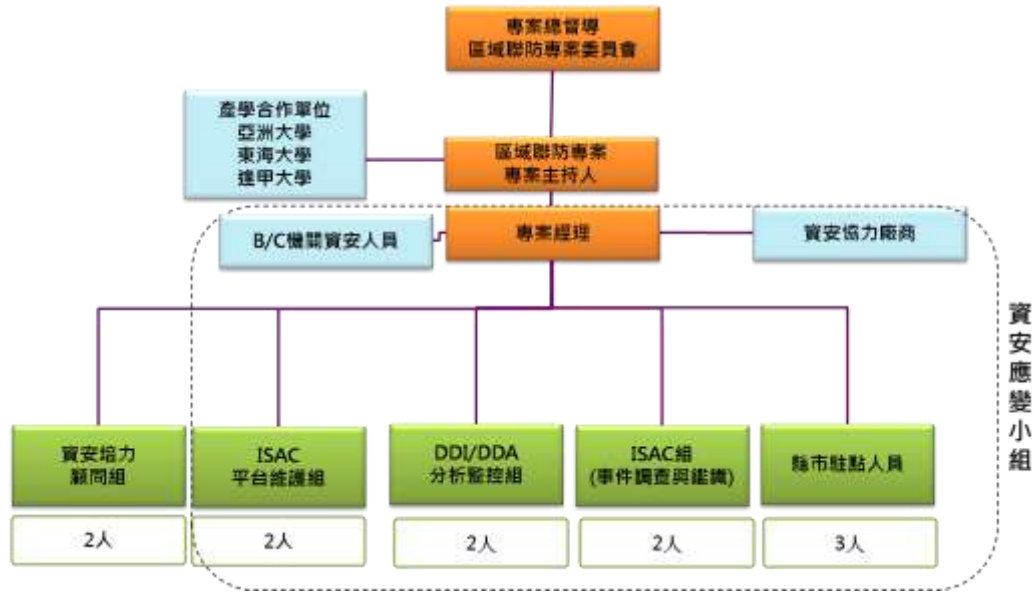 專案總督導
區域聯防專案委員會
產學合作單位
亞洲大學
東海大學
逢甲大學
區域聯防專案
專案主持人
B/C機關資安人員
專案經理
資安協力廠商
資安應變小組
資安培力
顧問組
ISAC
平台維護組
DDI/DDA
分析監控組
ISAC組
(事件調查與鑑識)
縣市駐點人員
2人
2人
2人
2人
3人